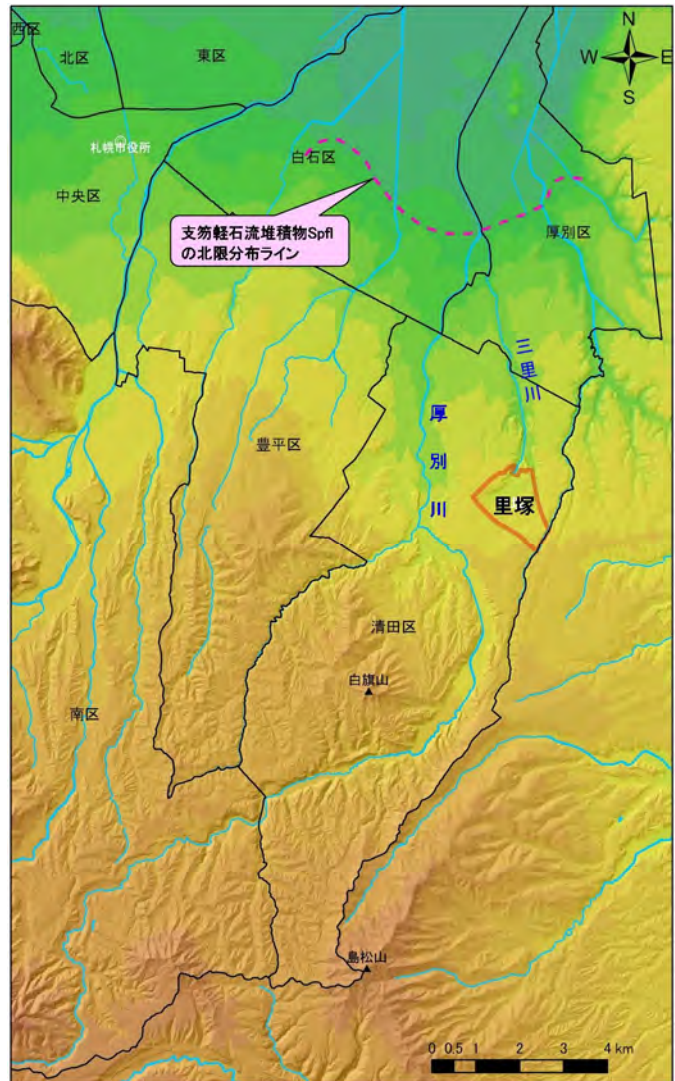 N
W
E
S
西区
北区
東区
札幌市役所
白石区
中央区
支笏軽石流堆積物Spfl
の北限分布ライン
厚別区
三里川
厚別川
豊平区
里塚
清田区
白旗山
南区
島松山
0 0.5 1 2 3 4 km